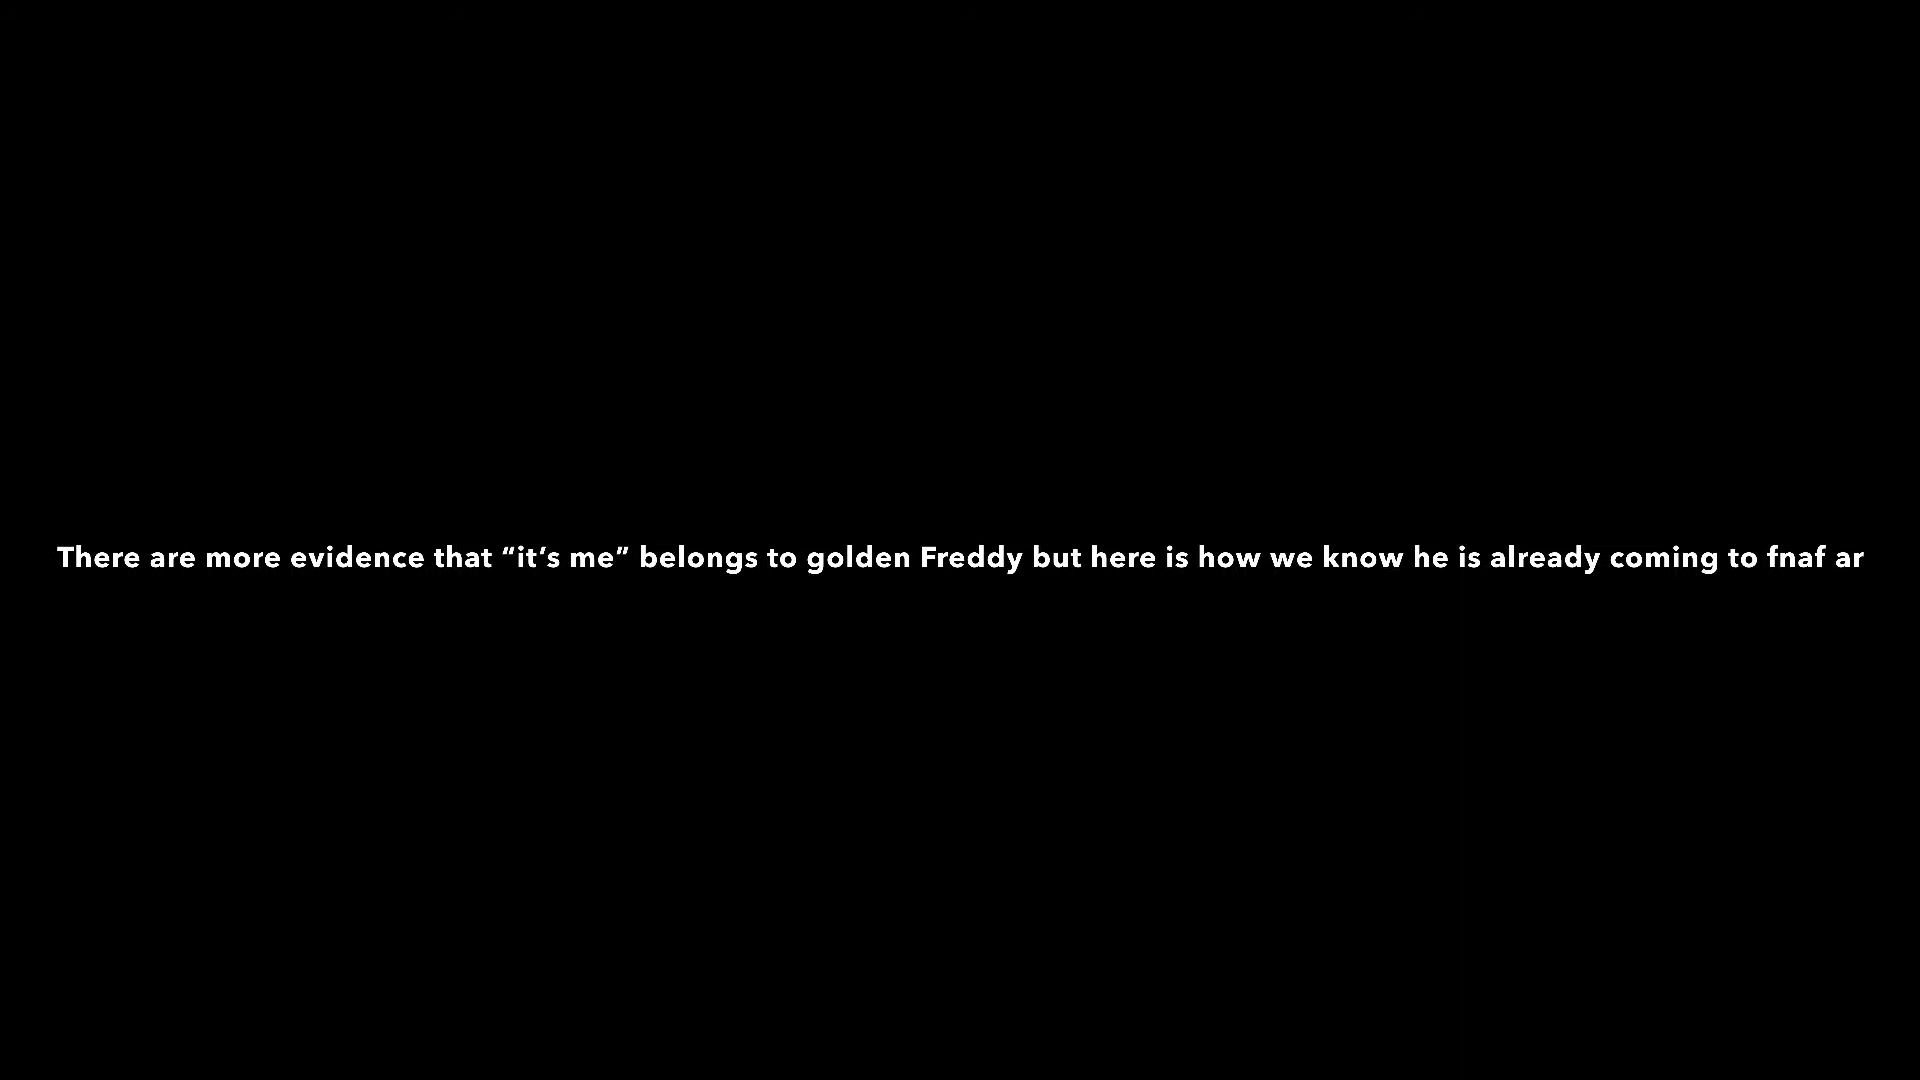 There are more evidence that “it’s me” belongs to golden Freddy but here is how we know he is already coming to fnaf ar